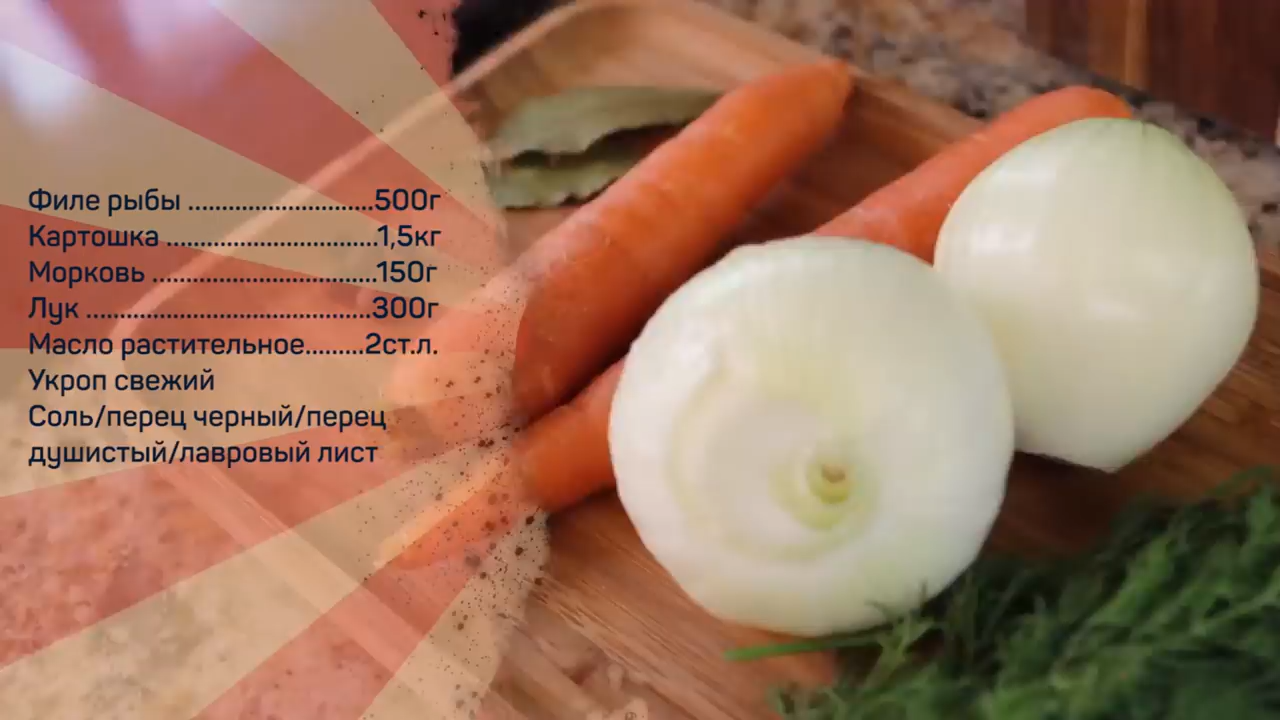 Филе рыбы ............................500г
Картошка ................................1,5кг
Морковь ..................................150г
Лук ...........................................300г
Масло растительное.........2ст.л.
Укроп свежий
Соль/перец черный/перец
душистый/лавровый лист